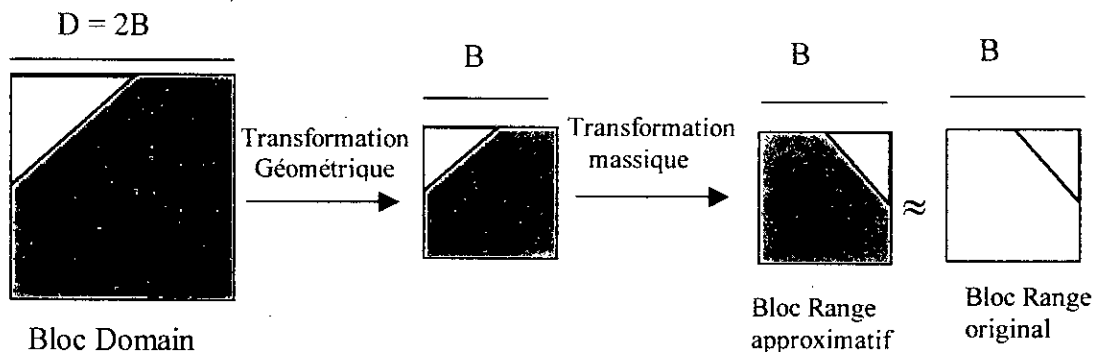 D = 2B
B
B
B
Transformation
Géométrique
Transformation
massique
≈
Bloc Domain
Bloc Range
approximatif
Bloc Range
original